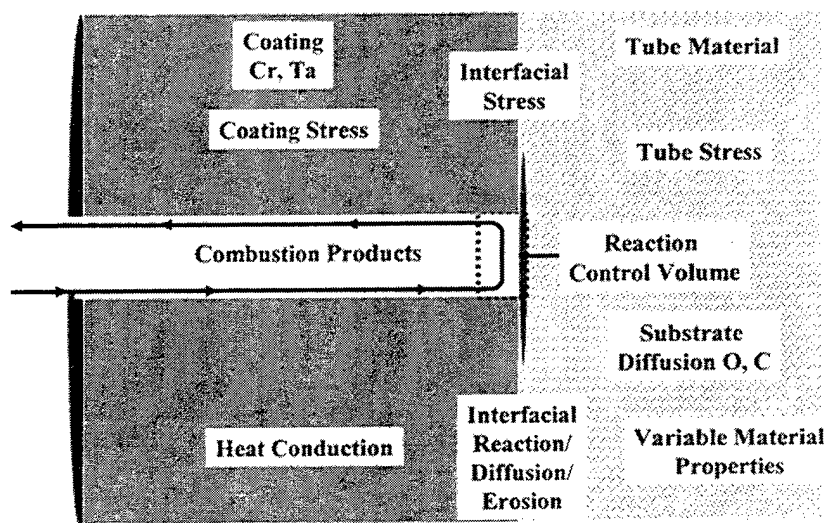 Coating
Cr, Ta
Coating Stress
Interfacial
Stress
Tube Material
Tube Stress
Combustion Products
Reaction
Control Volume
Substrate
Diffusion O, C
Heat Conduction
Interfacial
Reaction/
Diffusion/
Erosion
Variable Material
Properties